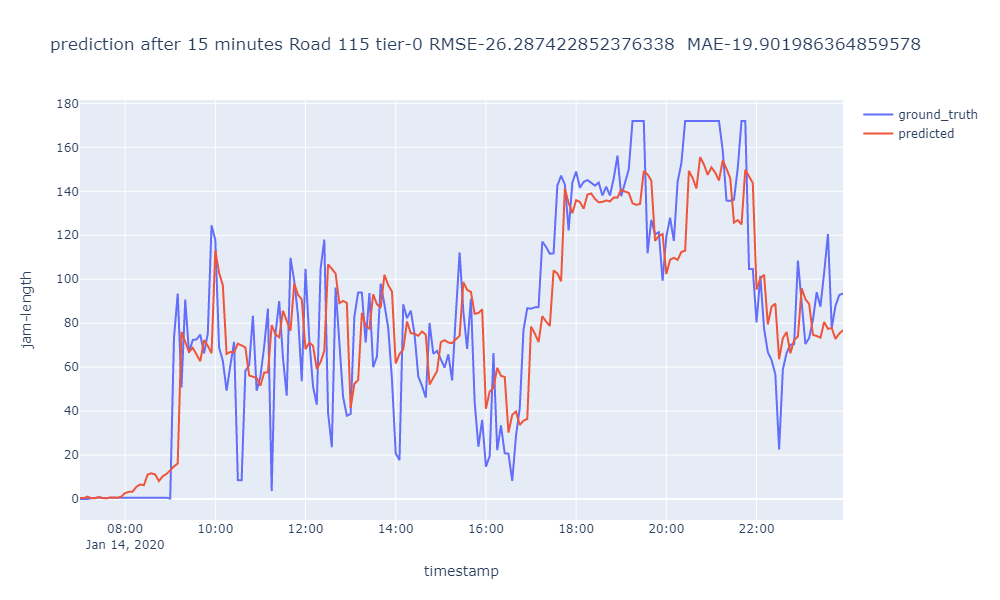 prediction after 15 minutes Road 115 tier-0 RMSE-26.287422852376338  MAE-19.901986364859578
ground_truth
predicted
180
160
140
120
100
80
60
40
20
0
jam-length
08:00 10:00 12:00 14:00 16:00 18:00 20:00 22:00
Jan 14, 2020
timestamp